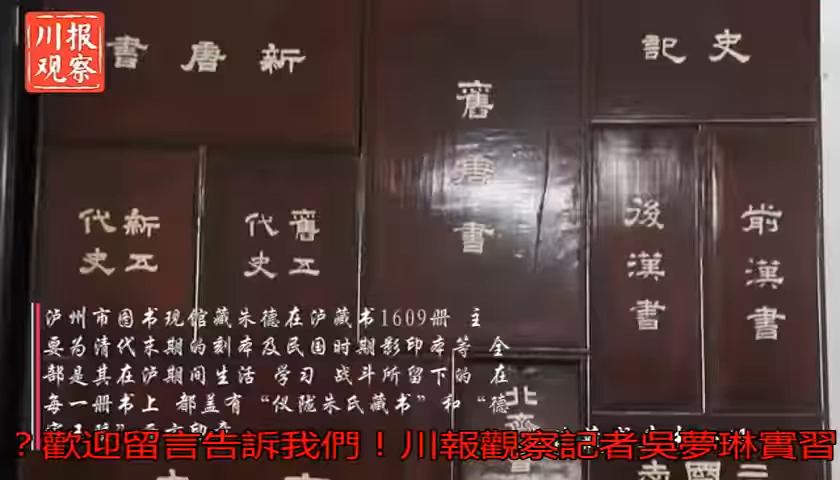 川报
观察
新唐書
舊唐書
史記
新五代史
舊五代史
後漢書
前漢書
泸州市图书现馆藏朱德在泸藏书1609册 主
要为清代末期的刻本及民国时期影印本等 全
部是其在泸期间生活 学习 战斗所留下的 在
每一册书上 都盖有“仪陇朱氏藏书”和“德
北齊書
三國
？歡迎留言告訴我們！川報觀察記者吳夢琳實習